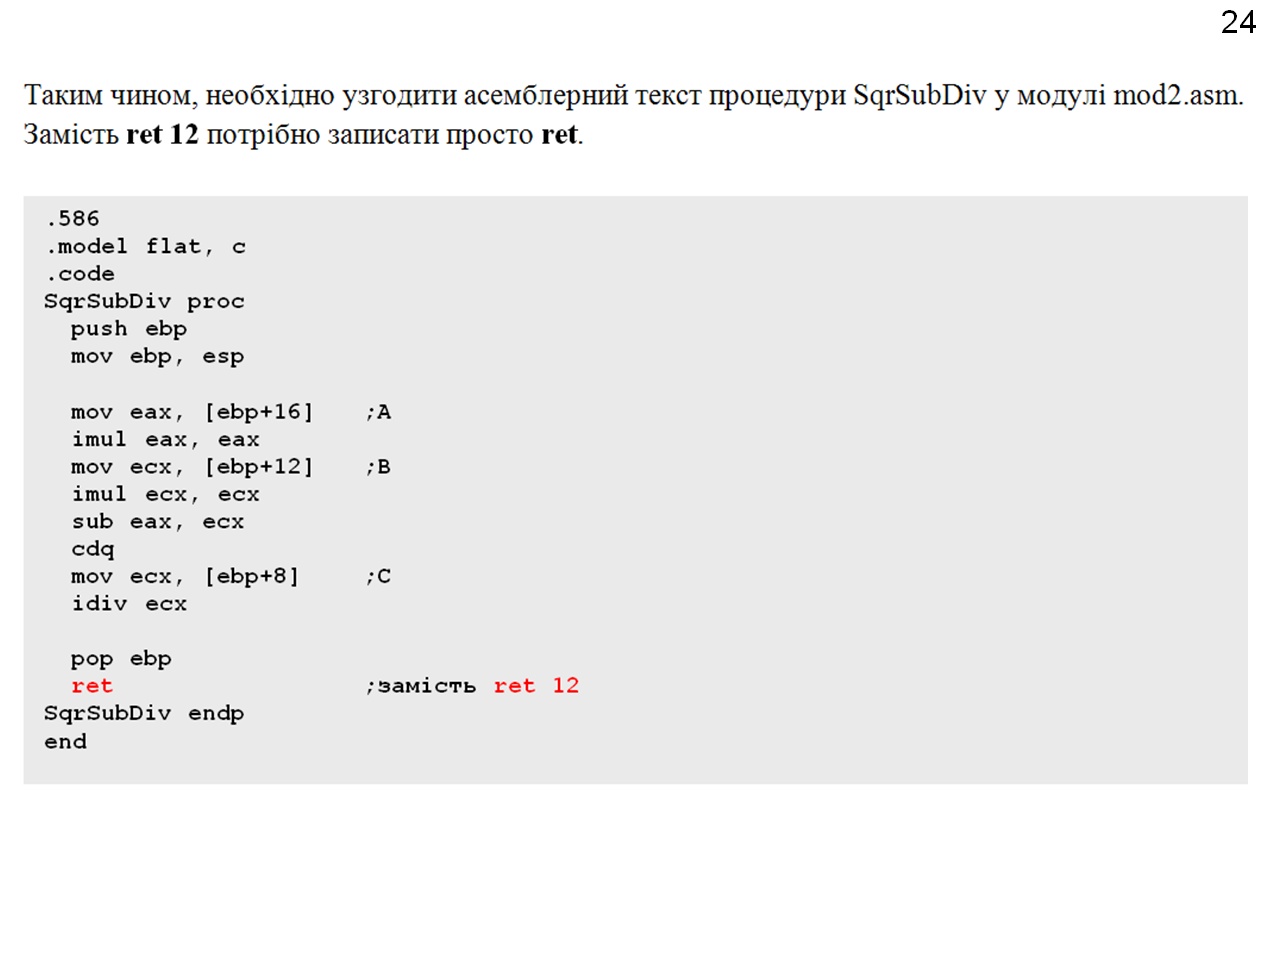 24
Таким чином, необхідно узгодити асемблерний текст процедури SqrSubDiv у модулі mod2.asm.
Замість ret 12 потрібно записати просто ret.
.586
.model flat, c
.code
SqrSubDiv proc
push ebp
mov ebp, esp
mov eax, [ebp+16] ;A
imul eax, eax
mov ecx, [ebp+12] ;B
imul ecx, ecx
sub eax, ecx
cdq
mov ecx, [ebp+8] ;C
idiv ecx
pop ebp
ret ;замість ret 12
SqrSubDiv endp
end